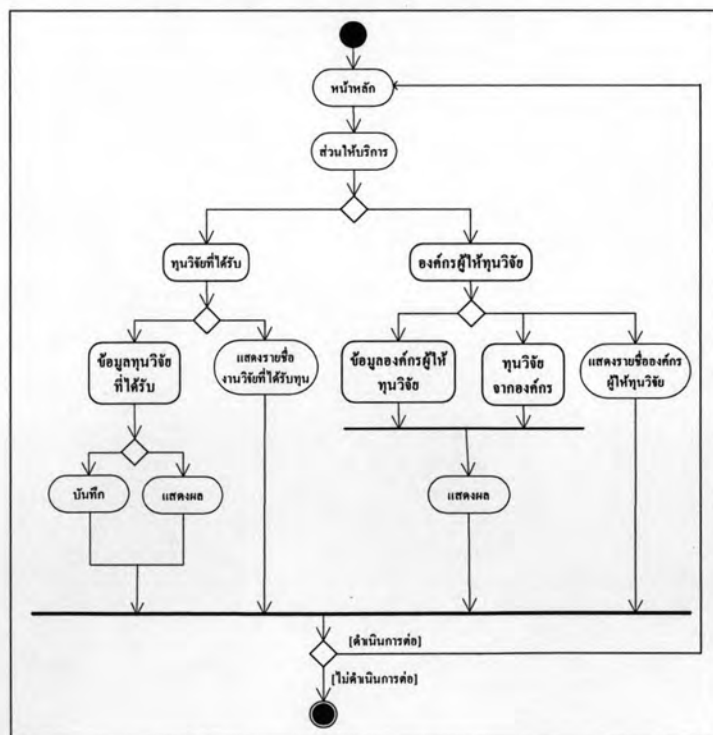 หน้าหลัก
ส่วนให้บริการ
ทุนวิจัยที่ได้รับ
องค์กรผู้ให้ทุนวิจัย
ข้อมูลทุนวิจัย
ที่ได้รับ
แสดงรายชื่อ
งานวิจัยที่ได้รับทุน
ข้อมูลองค์กรผู้ให้
ทุนวิจัย
ทุนวิจัย
จากองค์กร
แสดงรายชื่อองค์กร
ผู้ให้ทุนวิจัย
บันทึก
แสดงผล
แสดงผล
[ดำเนินการต่อ]
[ไม่ดำเนินการต่อ]